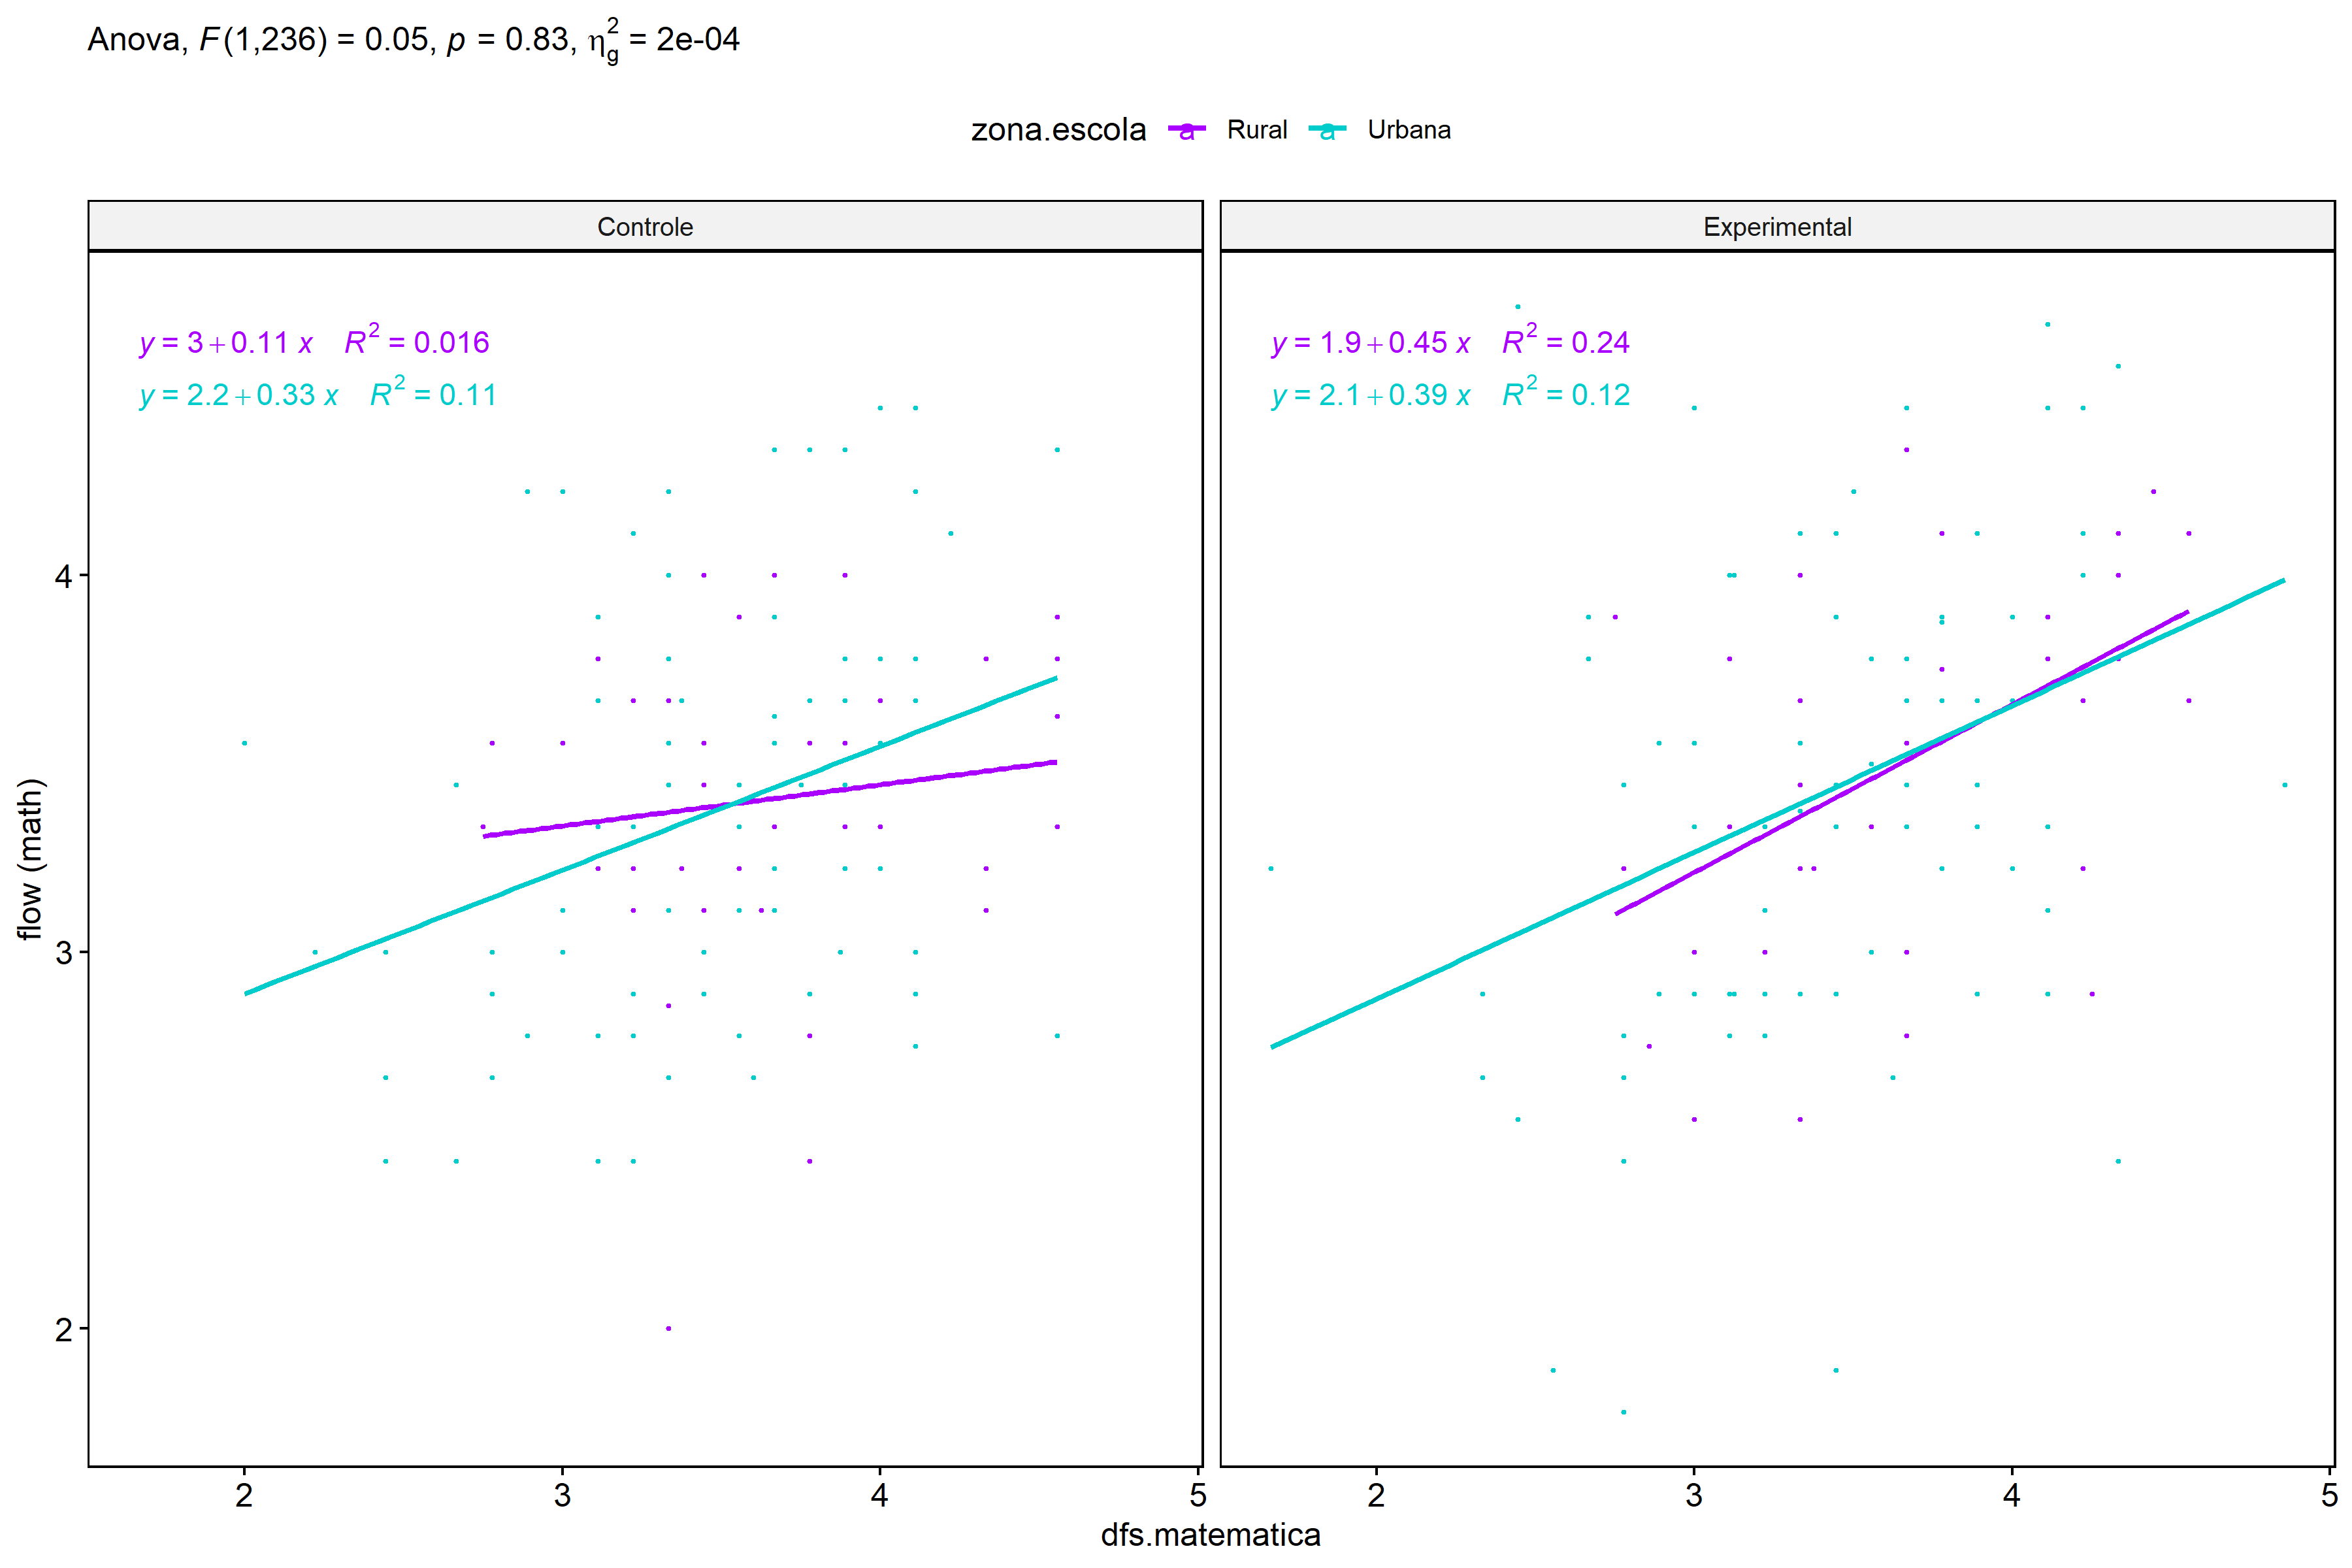 Anova, F(1,236) = 0.05, p = 0.83, η²g = 2e-04
zona.escola a Rural a Urbana
Controle
Experimental
y = 3 + 0.11 x R² = 0.016
y = 2.2 + 0.33 x R² = 0.11
y = 1.9 + 0.45 x R² = 0.24
y = 2.1 + 0.39 x R² = 0.12
flow (math)
4
3
2
2 3 4 5
2 3 4 5
dfs.matematica